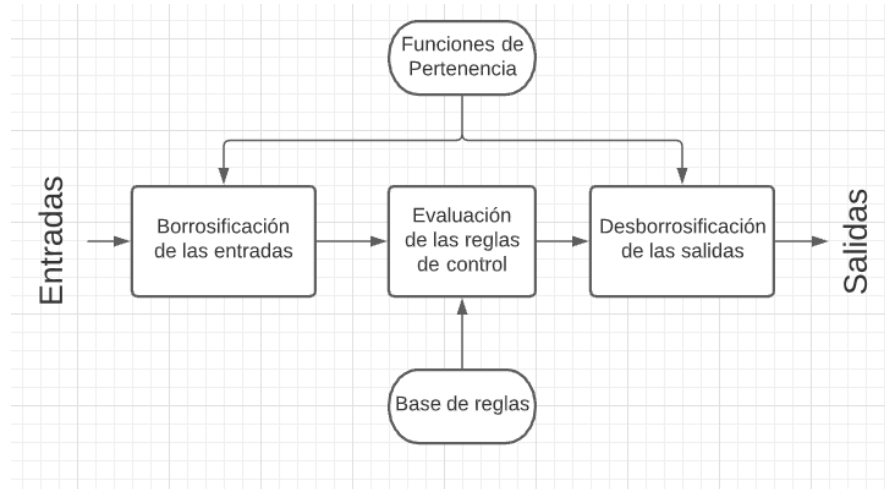 Funciones de
Pertenencia
Entradas
Borrosificación
de las entradas
Evaluación
de las reglas
de control
Desborrosificación
de las salidas
Salidas
Base de reglas